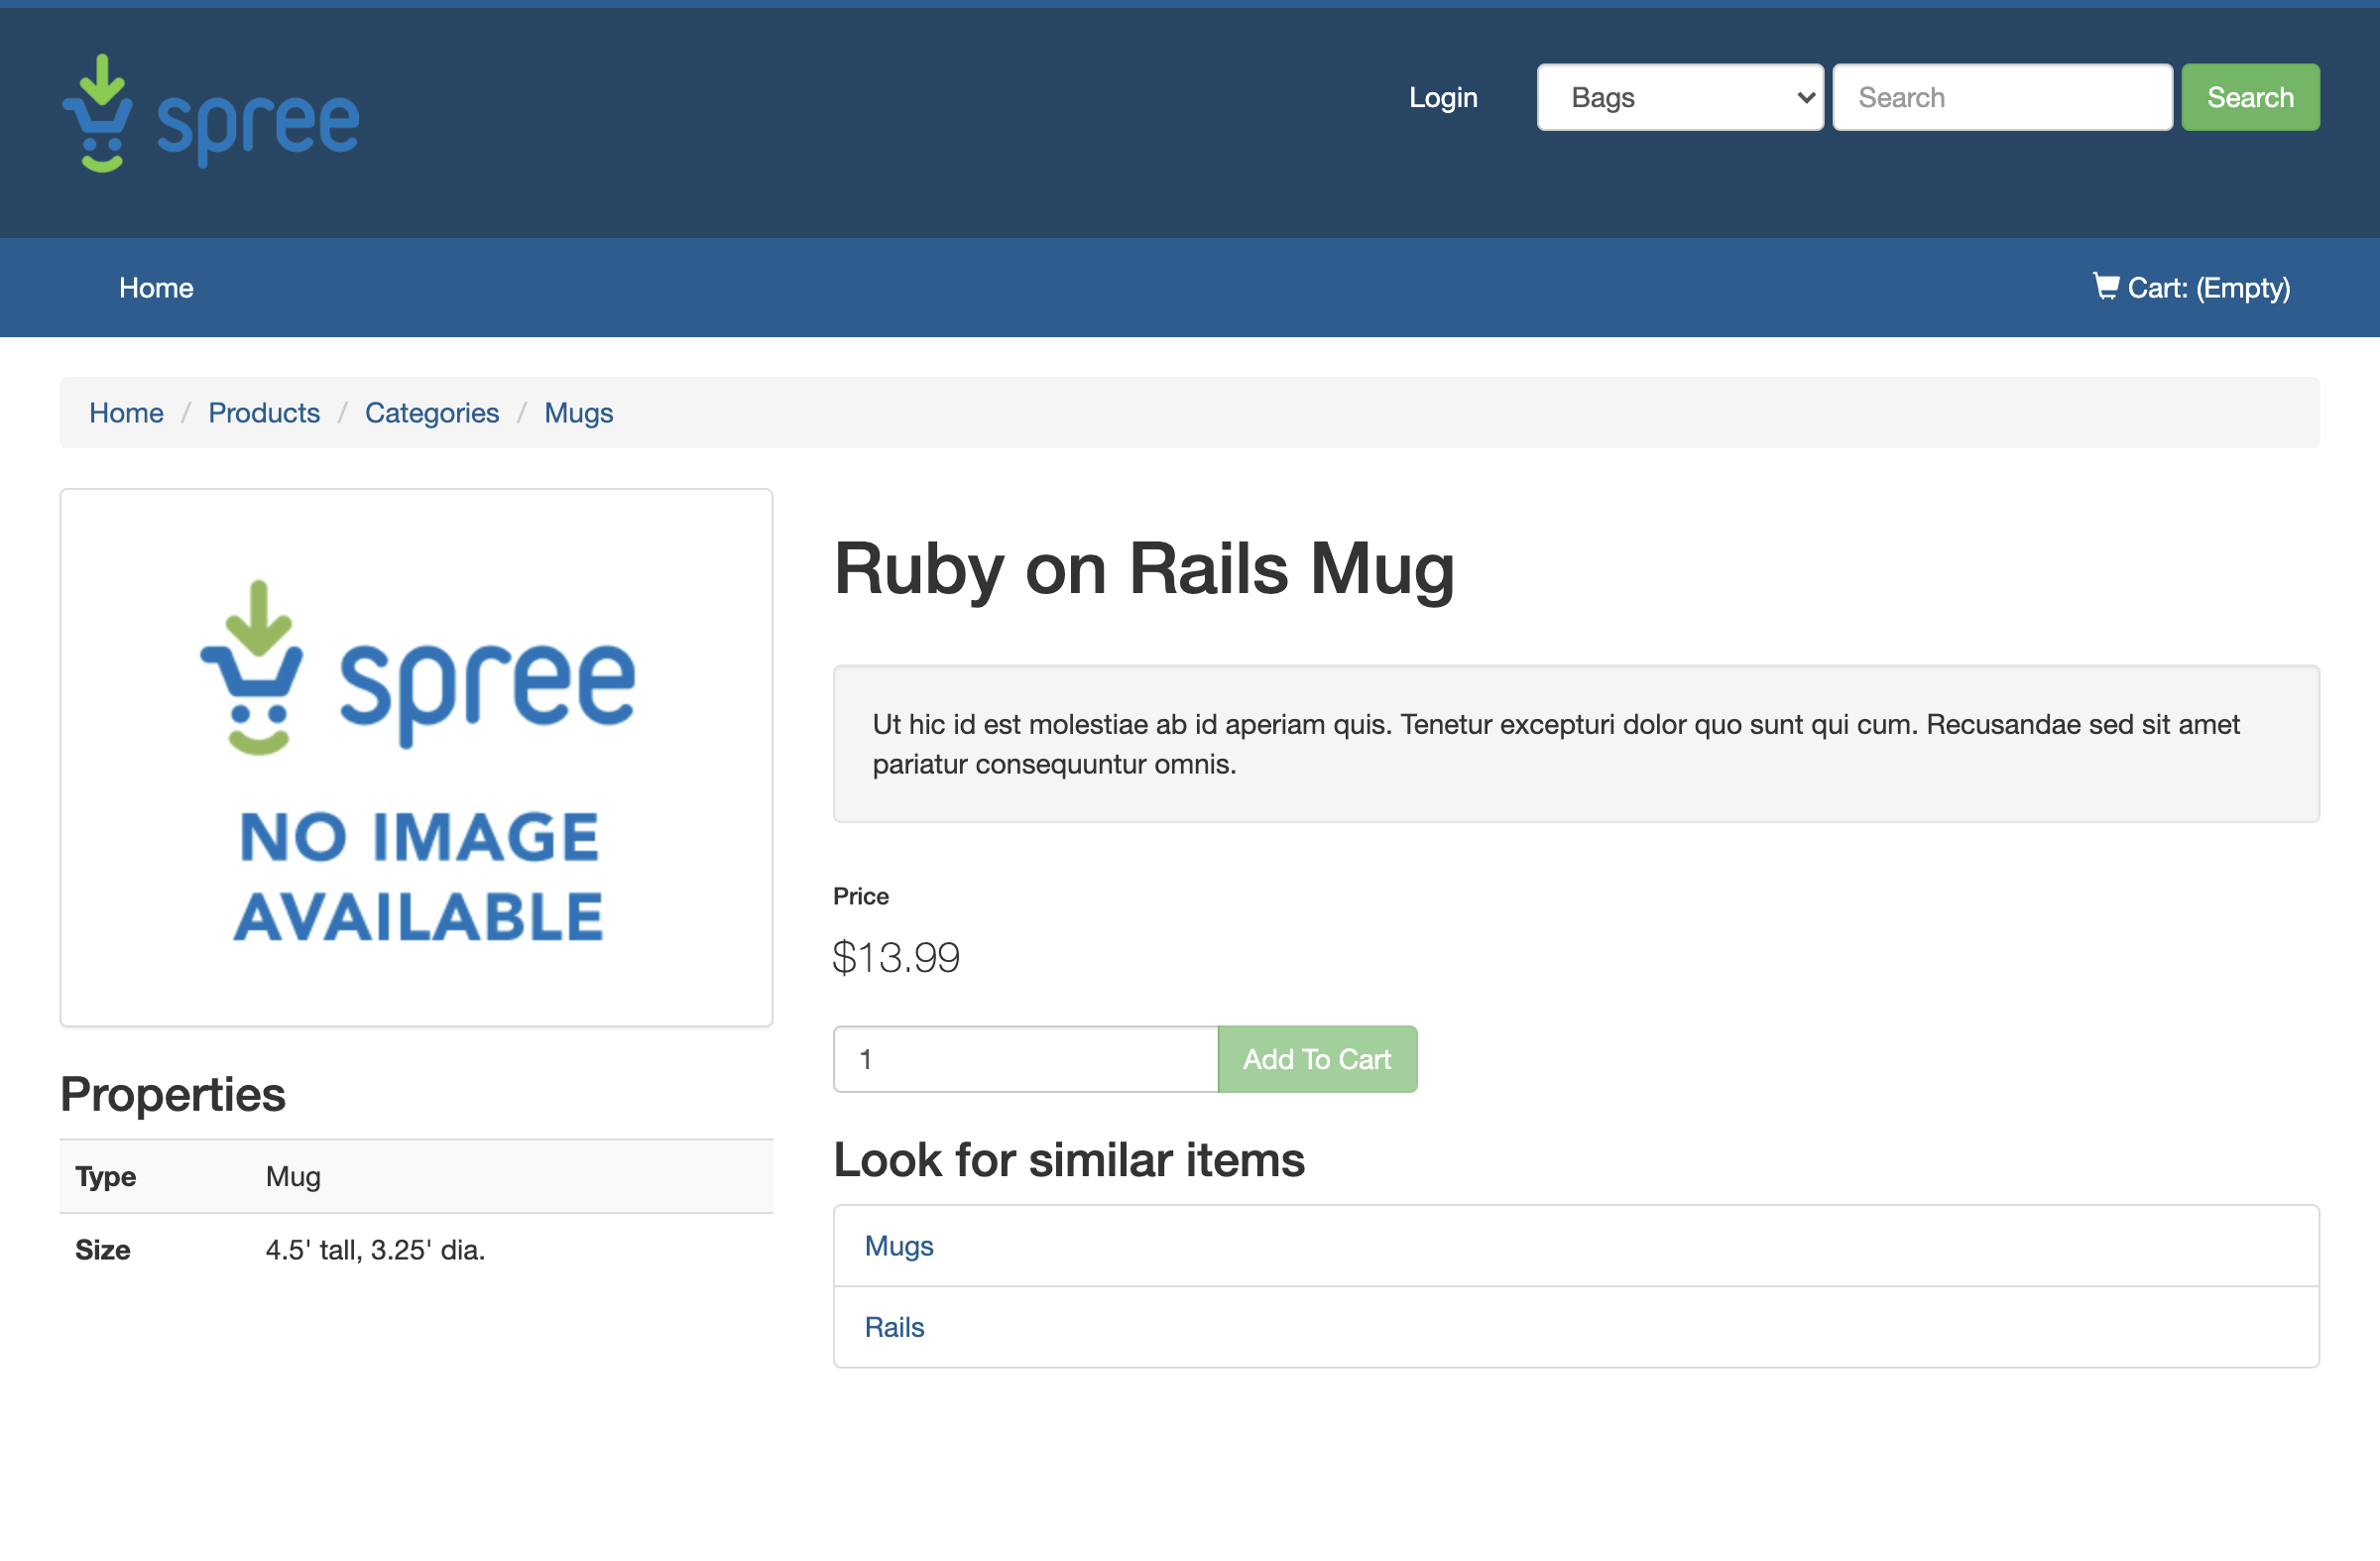 spree
Login
Bags
Search
Search
Home
Cart: (Empty)
Home / Products / Categories / Mugs
spree
NO IMAGE
AVAILABLE
Ruby on Rails Mug
Ut hic id est molestiae ab id aperiam quis. Tenetur excepturi dolor quo sunt qui cum. Recusandae sed sit amet
pariatur consequuntur omnis.
Price
$13.99
1
Add To Cart
Properties
Type Mug
Size 4.5' tall, 3.25' dia.
Look for similar items
Mugs
Rails